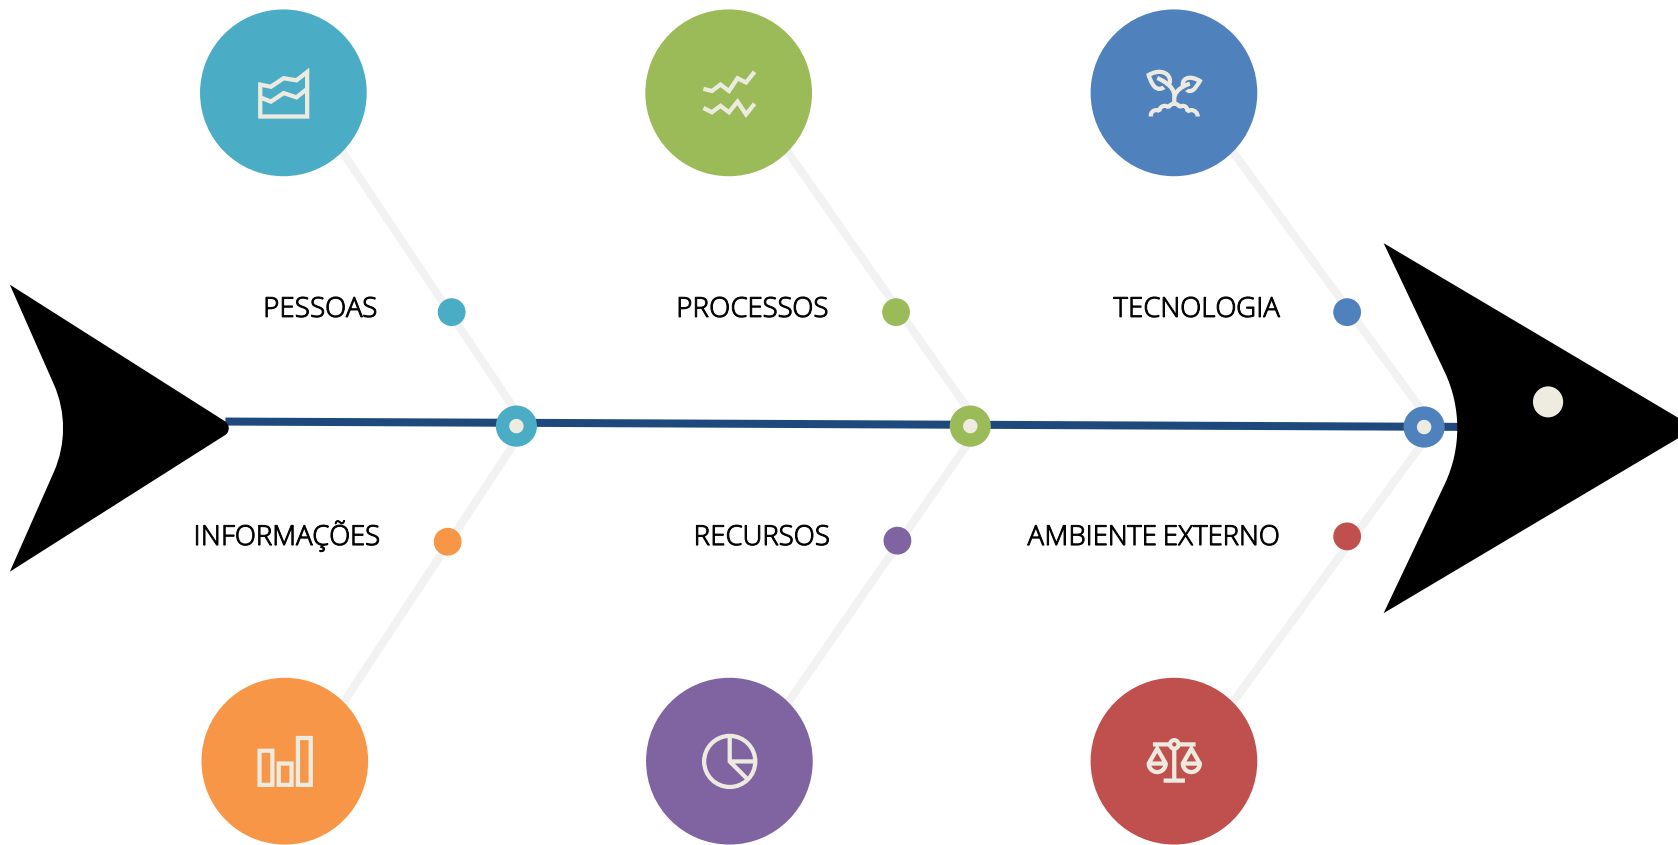 PESSOAS
PROCESSOS
TECNOLOGIA
INFORMAÇÕES
RECURSOS
AMBIENTE EXTERNO